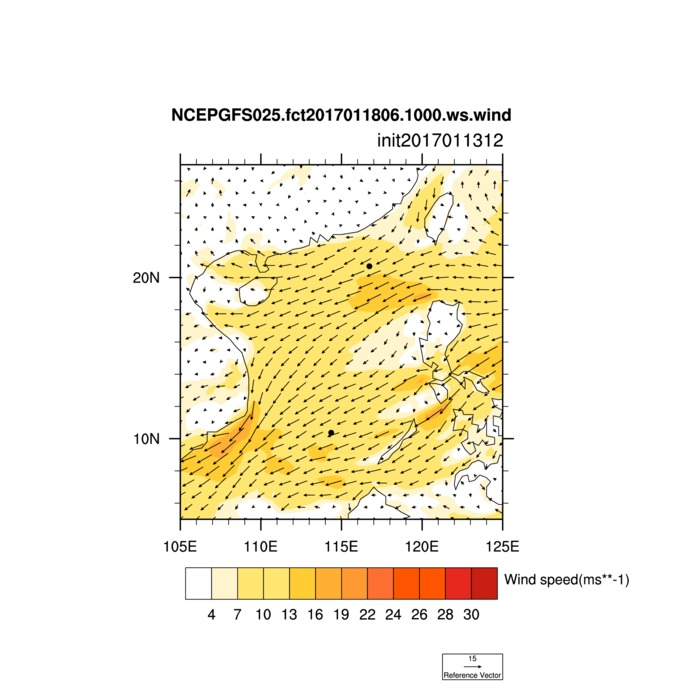 NCEPGFS025.fct2017011806.1000.ws.wind
init2017011312
20N
10N
105E 110E 115E 120E 125E
Wind speed(ms**-1)
4 7 10 13 16 19 22 24 26 28 30
15
Reference Vector